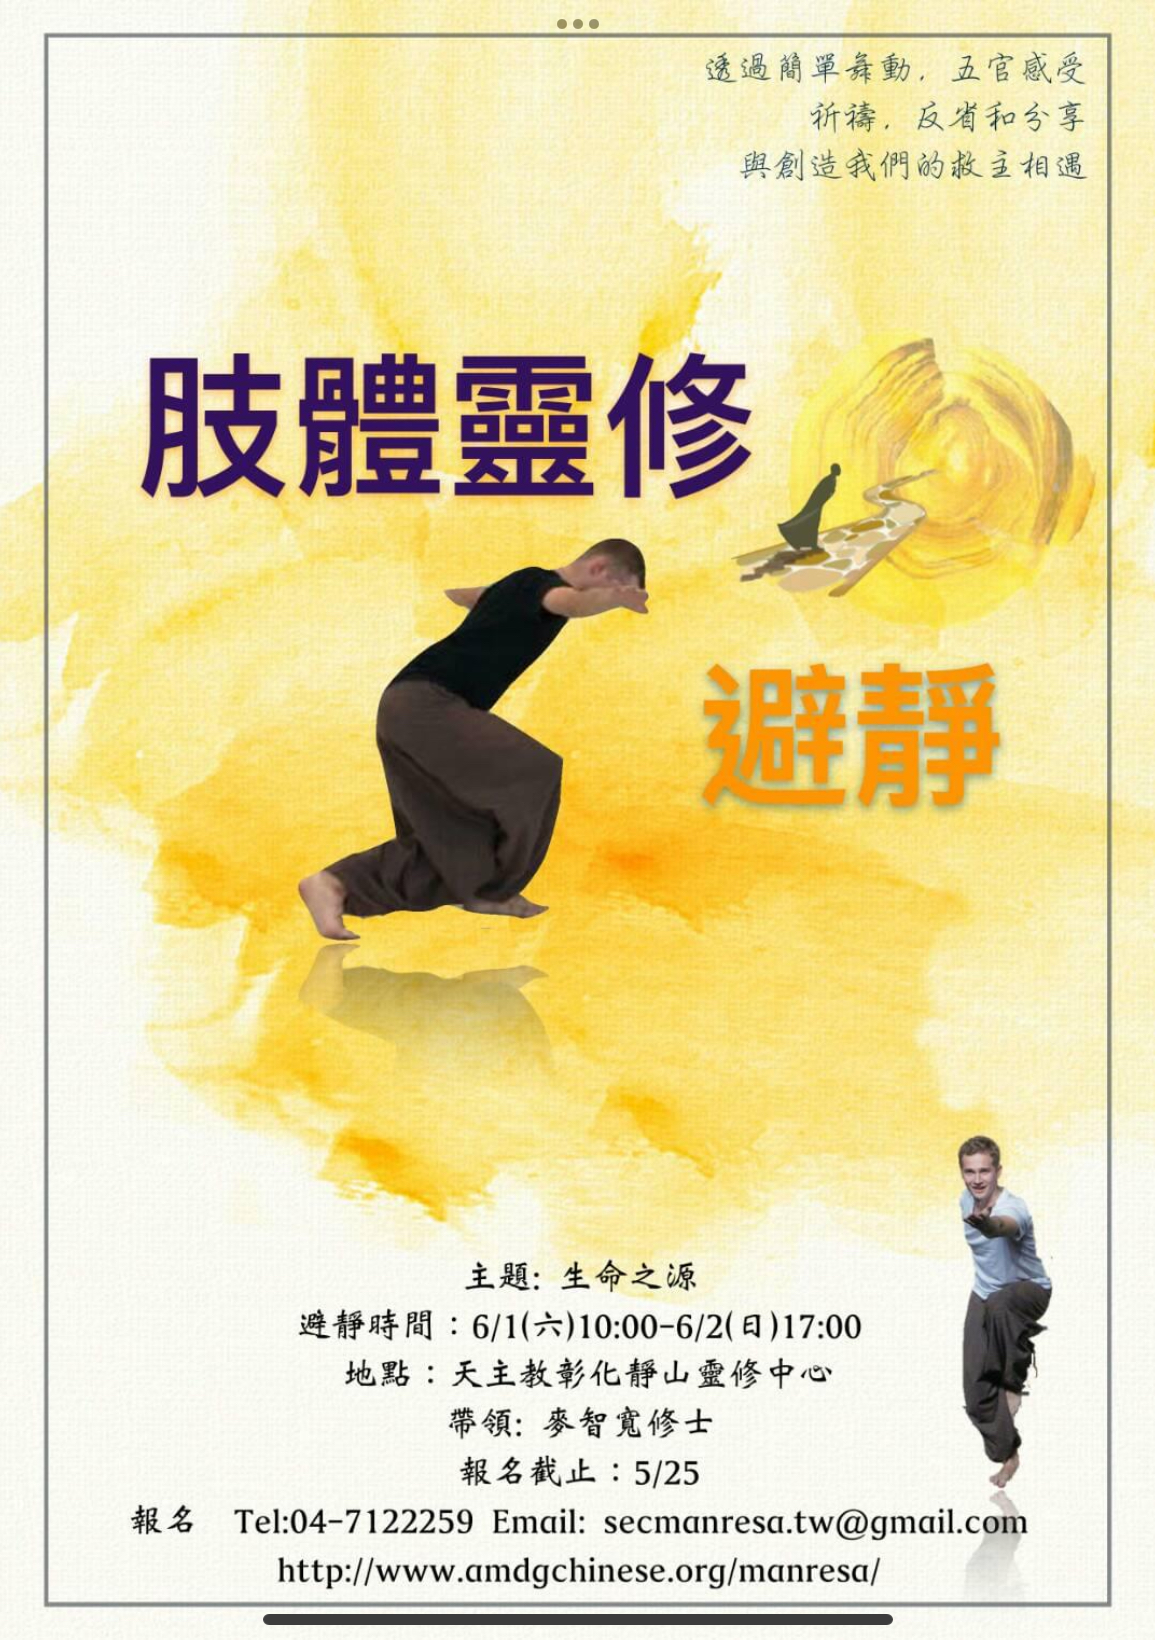 透過簡單舞動，五官感受
祈禱，反省和分享
與創造我們的救主相遇
肢體靈修
避靜
主題: 生命之源
避靜時間：6/1(六)10:00-6/2(日)17:00
地點：天主教彰化靜山靈修中心
帶領: 麥智寬修士
報名截止：5/25
報名 Tel:04-7122259 Email: secmanresa.tw@gmail.com
http://www.amdgchinese.org/manresa/